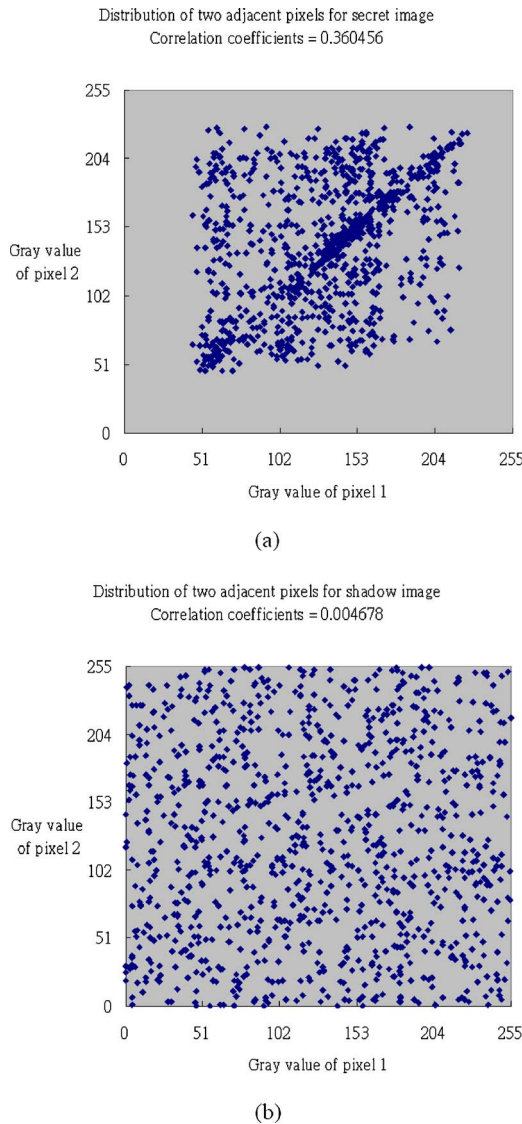 Distribution of two adjacent pixels for secret image
Correlation coefficients = 0.360456
255
204
153
102
51
0
Gray value
of pixel 2
0 51 102 153 204 255
Gray value of pixel 1
(a)
Distribution of two adjacent pixels for shadow image
Correlation coefficients = 0.004678
255
204
153
102
51
0
Gray value
of pixel 2
0 51 102 153 204 255
Gray value of pixel 1
(b)